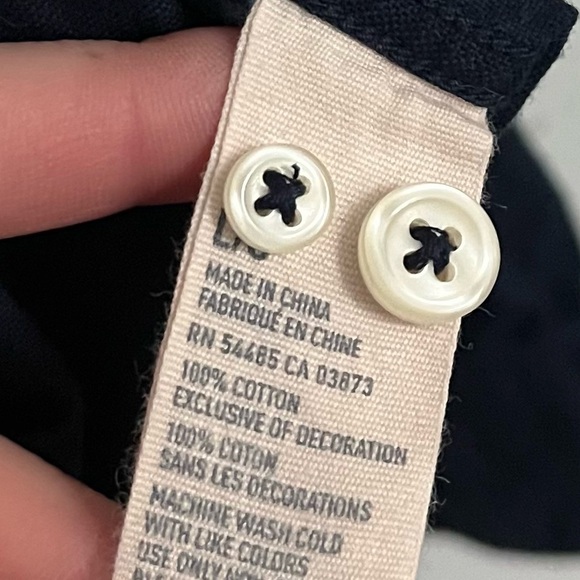 MADE IN CHINA
FABRIQUÉ EN CHINE
RN 54485 CA 03873
100% COTTON
EXCLUSIVE OF DECORATION
100% COTON
SANS LES DÉCORATIONS
MACHINE WASH COLD
WITH LIKE COLORS
USE ONLY